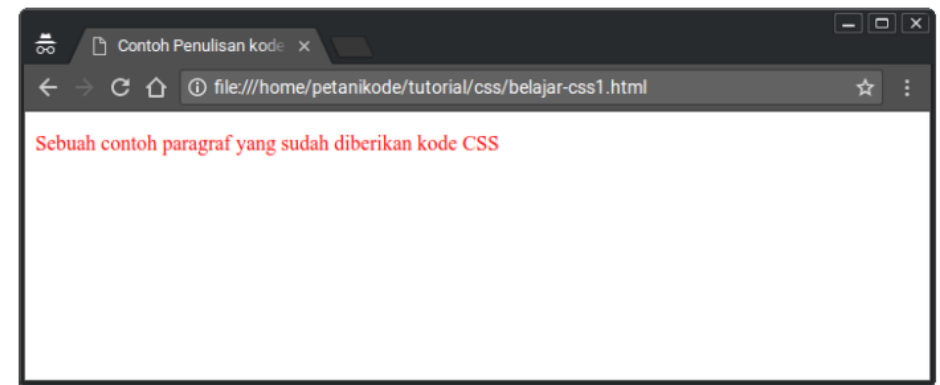 Contoh Penulisan kode
file:///home/petanikode/tutorial/css/belajar-css1.html
Sebuah contoh paragraf yang sudah diberikan kode CSS